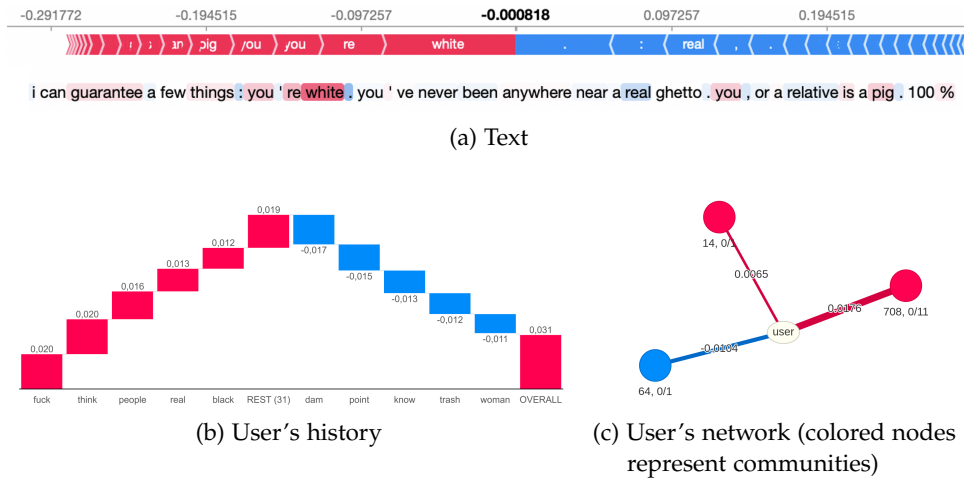 -0.291772 -0.194515 -0.097257 -0.000818 0.097257 0.194515
an pig you you re white . : real , .
i can guarantee a few things : you ' re white . you ' ve never been anywhere near a real ghetto . you , or a relative is a pig . 100 %
(a) Text
0,020 0,020 0,016 0,013 0,012 0,019 -0,017 -0,015 -0,013 -0,012 -0,011 0,031
fuck think people real black REST (31) dam point know trash woman OVERALL
(b) User's history
14, 0/1
0.0065
0.0176
708, 0/11
user
-0.0104
64, 0/1
(c) User's network (colored nodes
represent communities)